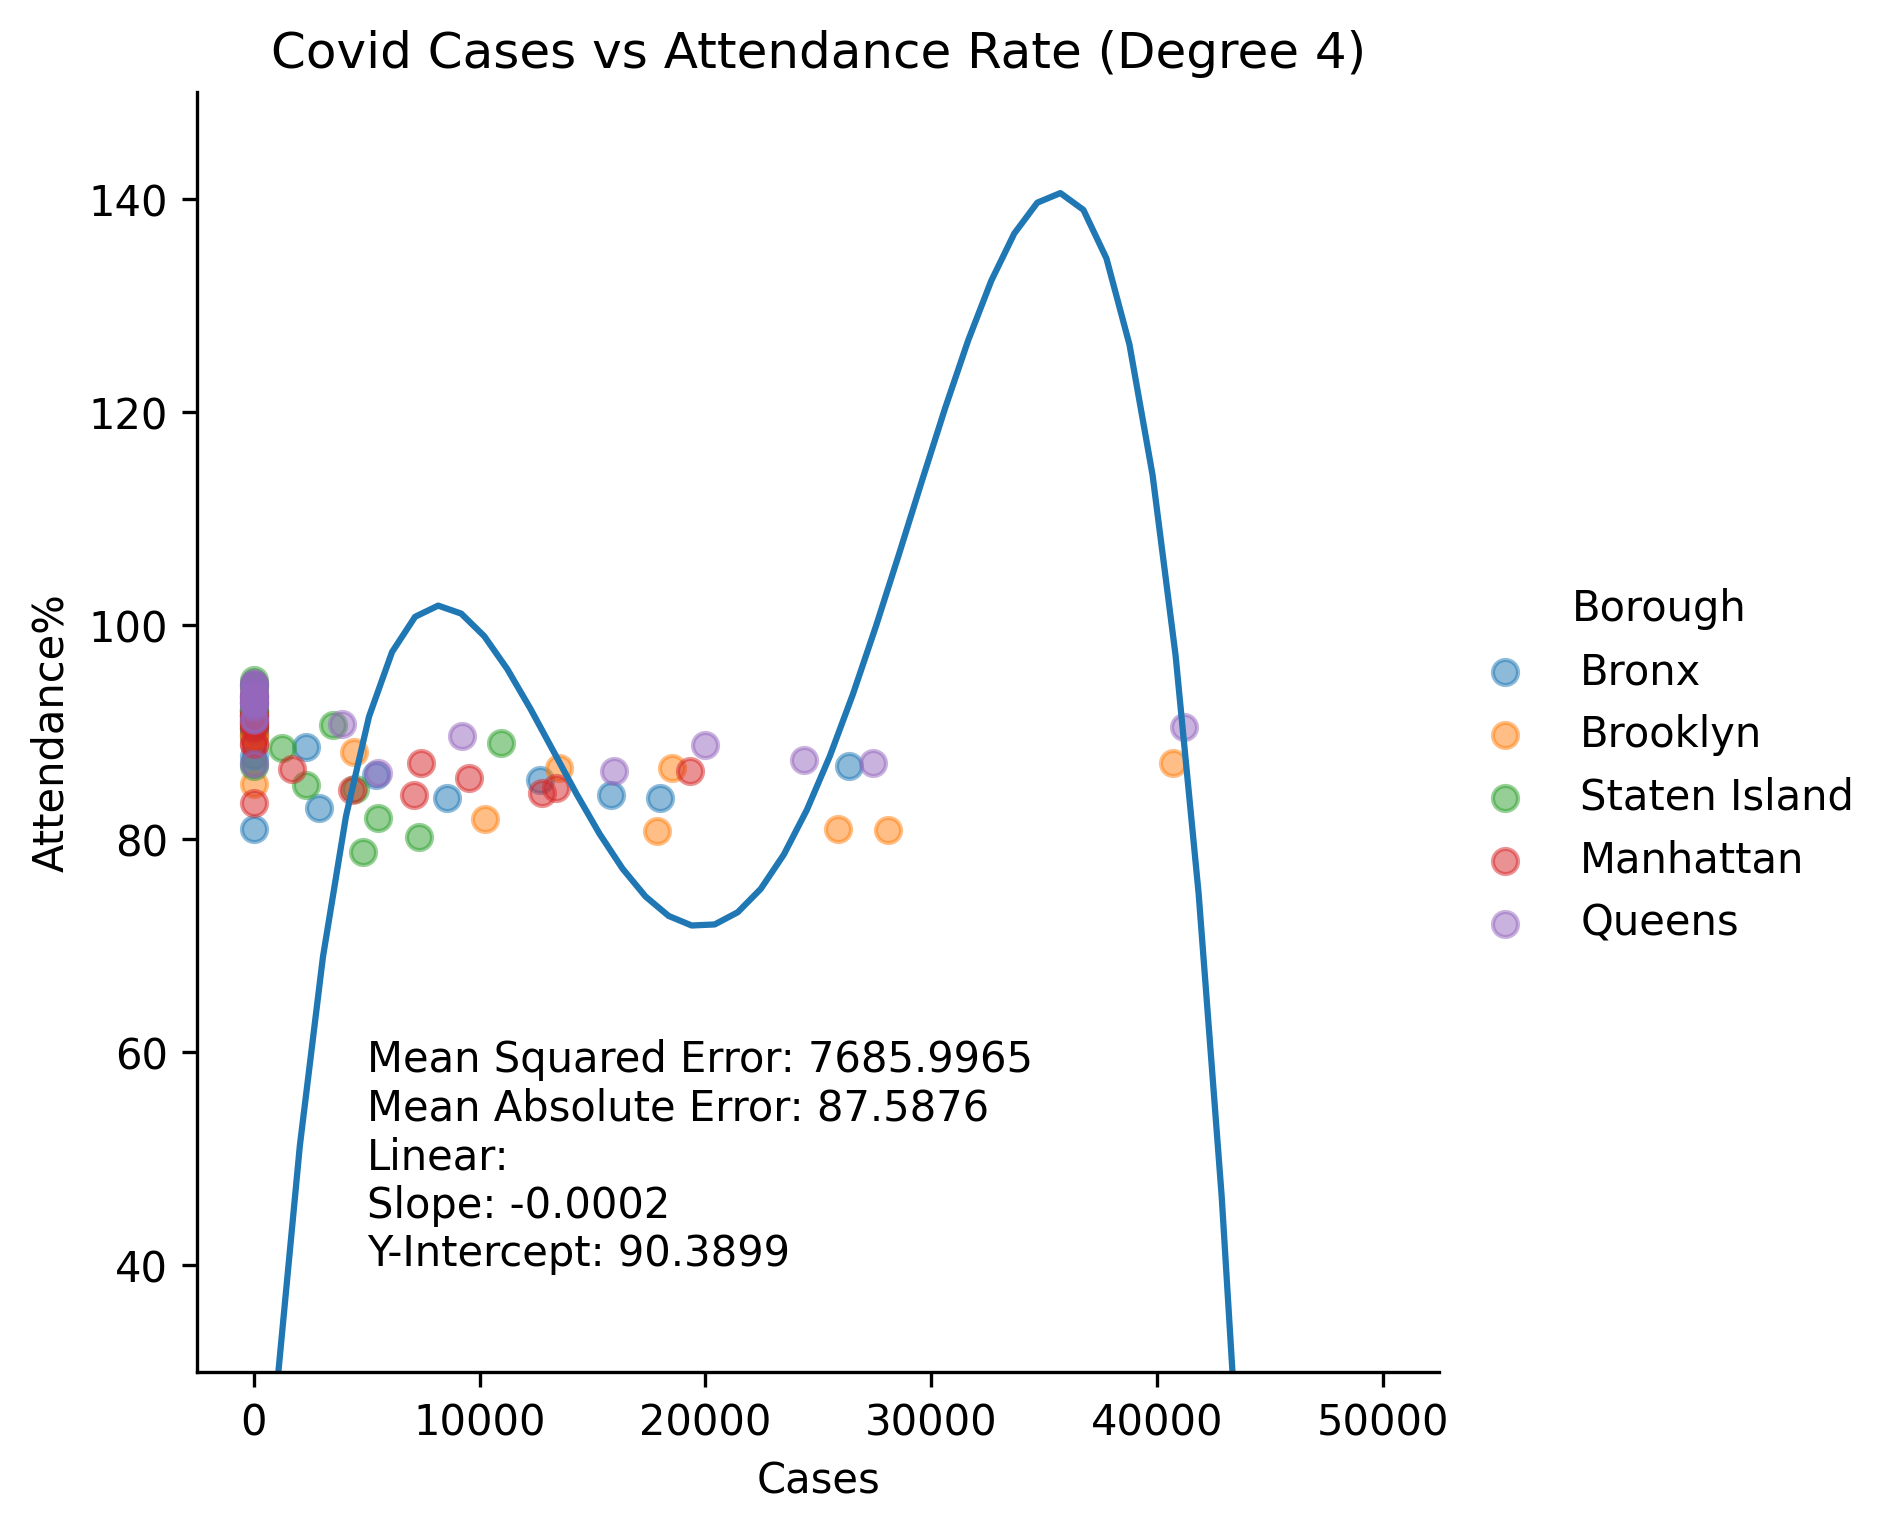 Covid Cases vs Attendance Rate (Degree 4)
140
120
100
80
60
40
Attendance%
Mean Squared Error: 7685.9965
Mean Absolute Error: 87.5876
Linear:
Slope: -0.0002
Y-Intercept: 90.3899
0 10000 20000 30000 40000 50000
Cases
Borough
Bronx
Brooklyn
Staten Island
Manhattan
Queens